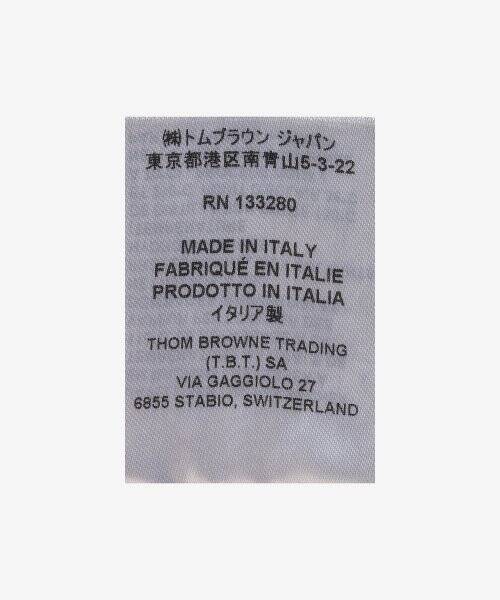 ㈱トムブラウン ジャパン
東京都港区南青山5-3-22
RN 133280
MADE IN ITALY
FABRIQUÉ EN ITALIE
PRODOTTO IN ITALIA
イタリア製
THOM BROWNE TRADING
(T.B.T.) SA
VIA GAGGIOLO 27
6855 STABIO, SWITZERLAND